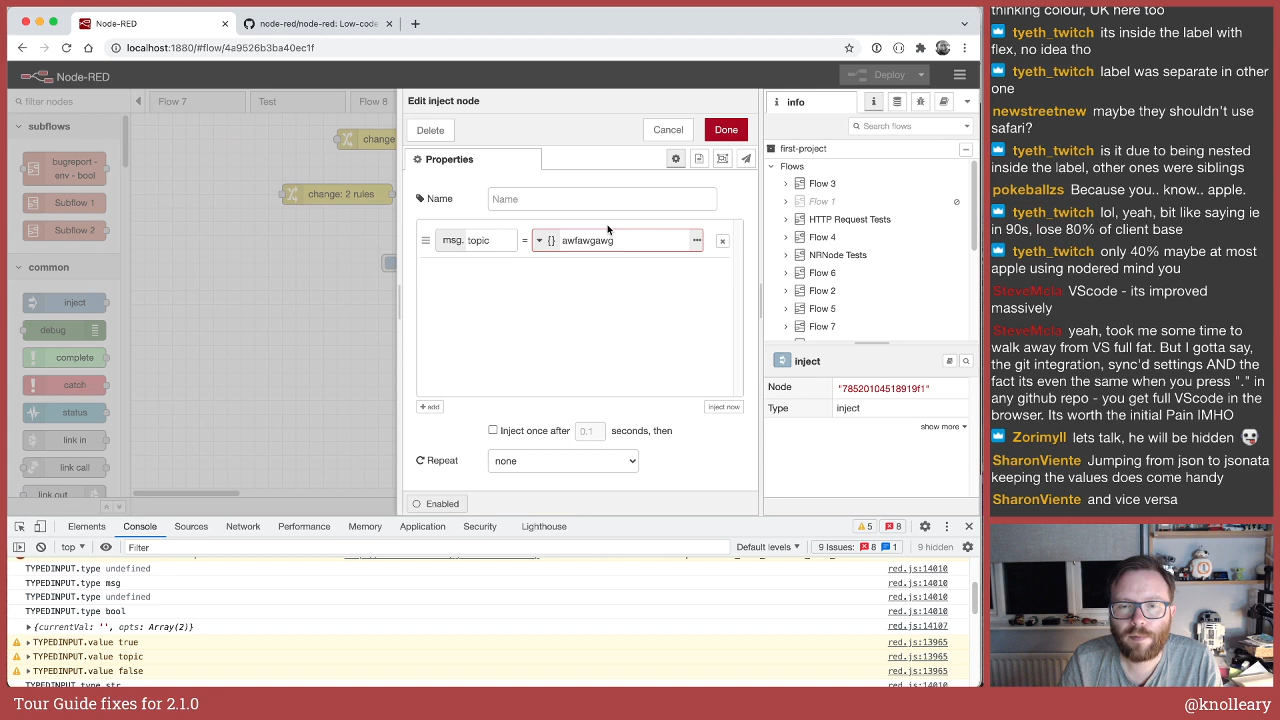 Node-RED
node-red/node-red: Low-code
localhost:1880/#flow/4a9526b3ba40ec1f
Node-RED
Deploy
filter nodes
subflows
bugreport -
env - bool
Subflow 1
Subflow 2
common
inject
debug
complete
catch
status
link in
link call
link out
Flow 7
Test
Flow 8
change
change: 2 rules
Edit inject node
Delete
Cancel
Done
Properties
Name
Name
msg. topic
=
{} awfawgawg
add
inject now
Inject once after
0.1
seconds, then
Repeat
none
Enabled
info
Search flows
first-project
Flows
Flow 3
Flow 1
HTTP Request Tests
Flow 4
NRNode Tests
Flow 6
Flow 2
Flow 5
Flow 7
inject
Node
"78520104518919f1"
Type
inject
show more
Elements
Console
Sources
Network
Performance
Memory
Application
Security
Lighthouse
5
8
top
Filter
Default levels
9 Issues:
8
1
9 hidden
TYPEDINPUT.type undefined
red.js:14010
TYPEDINPUT.type msg
red.js:14010
TYPEDINPUT.type undefined
red.js:14010
TYPEDINPUT.type bool
red.js:14010
{currentVal: '', opts: Array(2)}
red.js:14107
TYPEDINPUT.value true
red.js:13965
TYPEDINPUT.value topic
red.js:13965
TYPEDINPUT.value false
red.js:13965
TYPEDINPUT.type str
thinking colour, UK here too
tyeth_twitch its inside the label with
flex, no idea tho
tyeth_twitch label was separate in other
one
newstreetnew maybe they shouldn't use
safari?
tyeth_twitch is it due to being nested
inside the label, other ones were siblings
pokeballzs Because you.. know.. apple.
tyeth_twitch lol, yeah, bit like saying ie
in 90s, lose 80% of client base
tyeth_twitch only 40% maybe at most
apple using nodered mind you
SteveMcla VScode - its improved
massively
SteveMcla yeah, took me some time to
walk away from VS full fat. But I gotta say,
the git integration, sync'd settings AND the
fact its even the same when you press "." in
any github repo - you get full VScode in the
browser. Its worth the initial Pain IMHO
Zorimyll lets talk, he will be hidden
SharonViente Jumping from json to jsonata
keeping the values does come handy
SharonViente and vice versa
Tour Guide fixes for 2.1.0
@knolleary